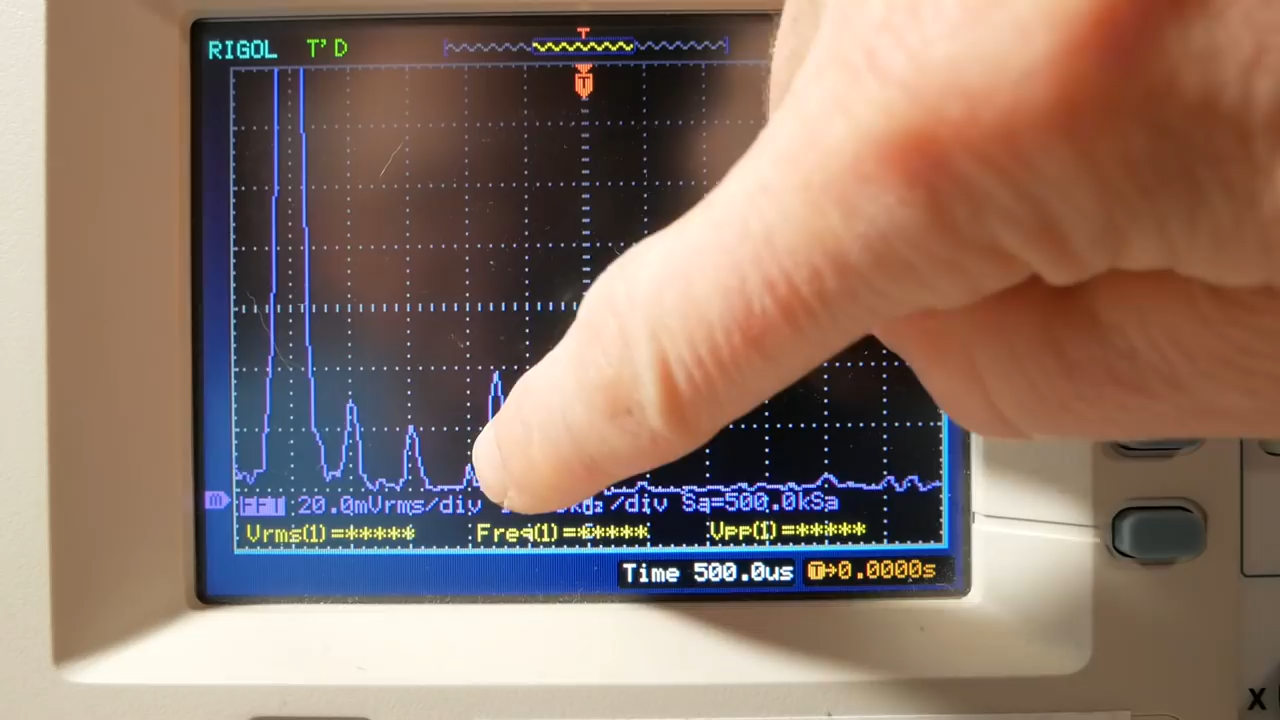 RIGOL T'D
T
T
FFT 20.0mVrms/div /div Sa=500.0kSa
Vrms(1)=***** Freq(1)=***** Vpp(1)=*****
Time 500.0us T→0.0000s
X